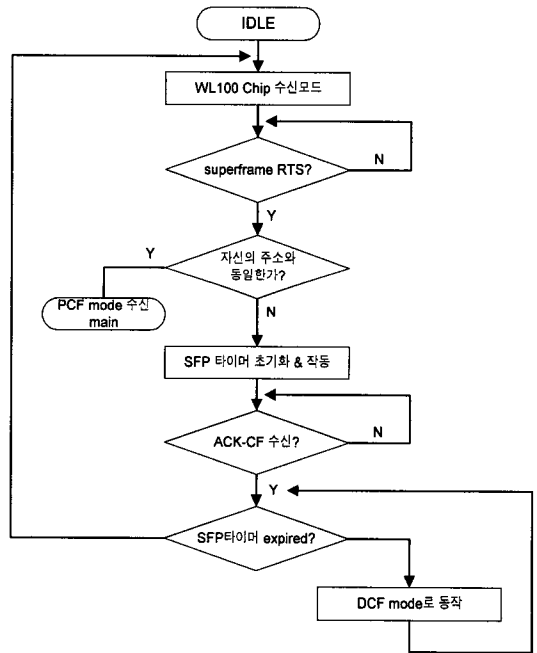 IDLE
WL100 Chip 수신모드
superframe RTS?
N
Y
자신의 주소와
동일한가?
Y
PCF mode 수신
main
N
SFP 타이머 초기화 & 작동
ACK-CF 수신?
N
Y
SFP타이머 expired?
DCF mode로 동작